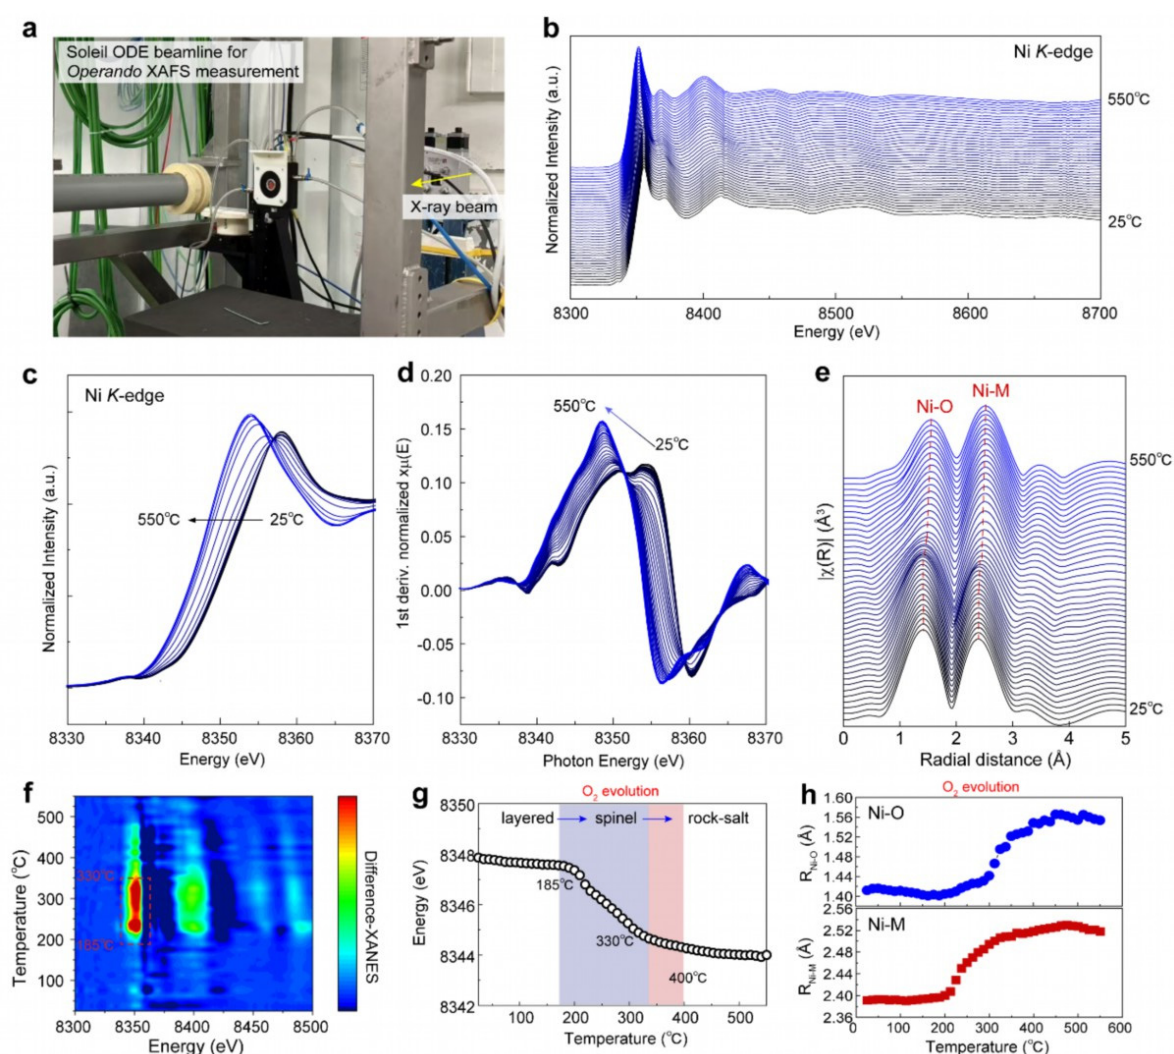 a
Soleil ODE beamline for
Operando XAFS measurement
X-ray beam
b
Ni K-edge
Normalized Intensity (a.u.)
550°C
25°C
8300 8400 8500 8600 8700
Energy (eV)
c
Ni K-edge
Normalized Intensity (a.u.)
550°C 25°C
8330 8340 8350 8360 8370
Energy (eV)
d
1st deriv. normalized xμ(E)
0.20
0.15
0.10
0.05
0.00
-0.05
-0.10
550°C
25°C
8330 8340 8350 8360 8370
Photon Energy (eV)
e
Ni-O Ni-M
|χ(R)| (Å³)
550°C
25°C
0 1 2 3 4 5
Radial distance (Å)
f
Temperature (°C)
500
400
300
200
100
330°C
185°C
8300 8350 8400 8450 8500
Energy (eV)
Difference-XANES
g
O₂ evolution
layered spinel rock-salt
Energy (eV)
8350
8348
8346
8344
8342
185°C
330°C
400°C
100 200 300 400 500
Temperature (°C)
h
O₂ evolution
Ni-O
R Ni-O (Å)
1.60
1.56
1.52
1.48
1.44
1.40
Ni-M
R Ni-M (Å)
2.56
2.52
2.48
2.44
2.40
2.36
0 100 200 300 400 500 600
Temperature (°C)